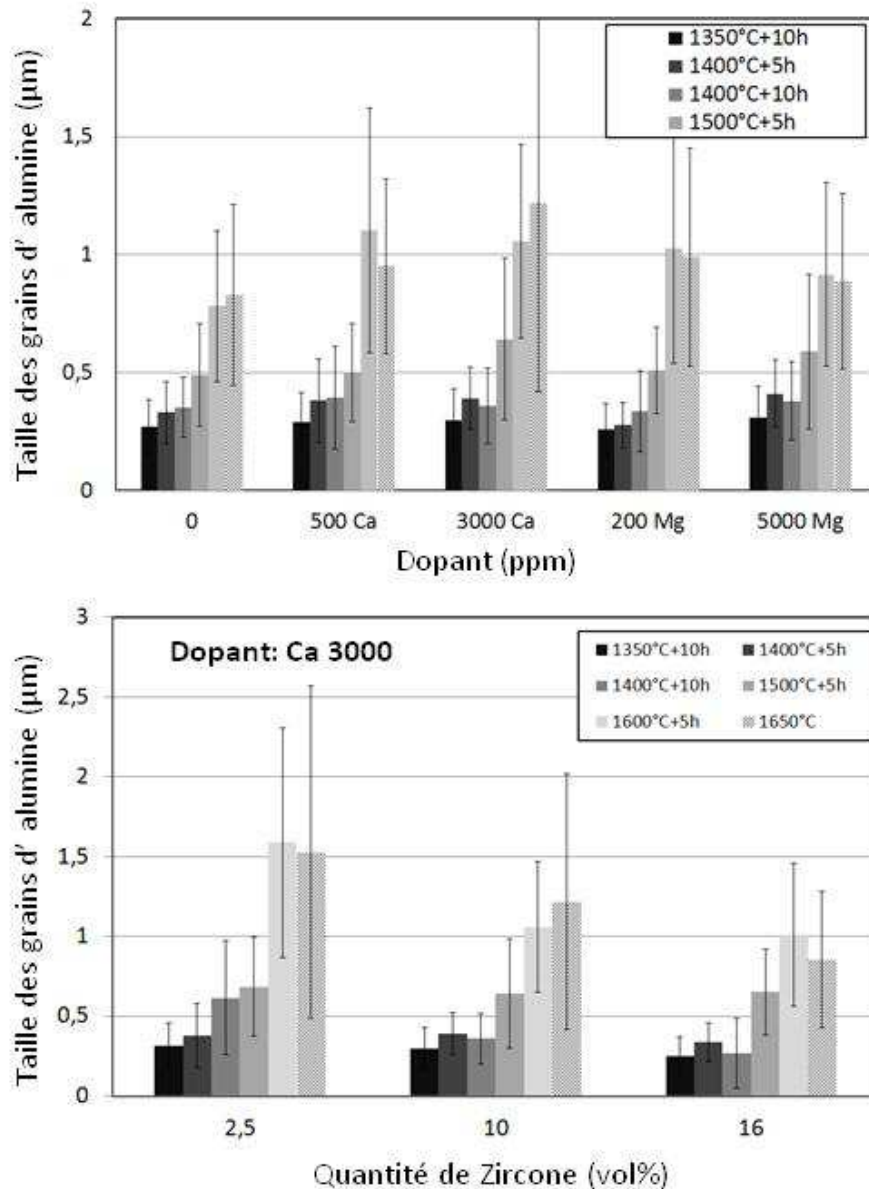 2
1,5
1
0,5
0
Taille des grains d' alumine (µm)
1350°C+10h
1400°C+5h
1400°C+10h
1500°C+5h
0 500 Ca 3000 Ca 200 Mg 5000 Mg
Dopant (ppm)
3
2,5
2
1,5
1
0,5
0
Taille des grains d' alumine (µm)
Dopant: Ca 3000
1350°C+10h 1400°C+5h
1400°C+10h 1500°C+5h
1600°C+5h 1650°C
2,5 10 16
Quantité de Zircone (vol%)